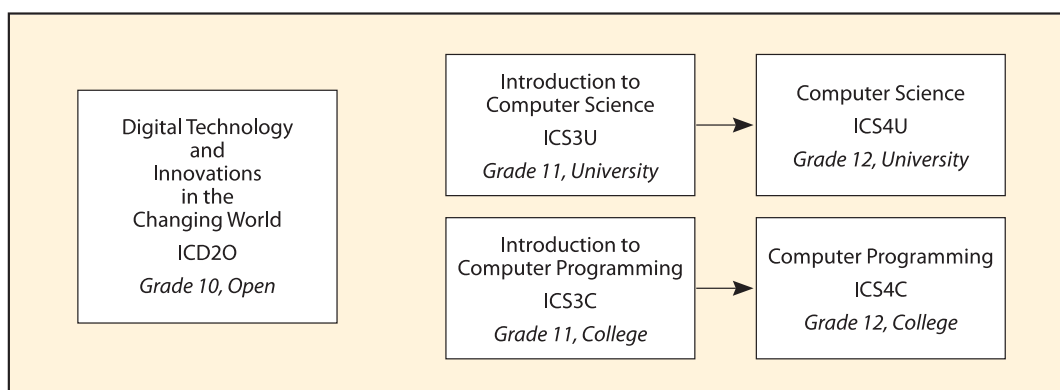 Digital Technology
and
Innovations
in the
Changing World
ICD2O
Grade 10, Open
Introduction to
Computer Science
ICS3U
Grade 11, University
Computer Science
ICS4U
Grade 12, University
Introduction to
Computer Programming
ICS3C
Grade 11, College
Computer Programming
ICS4C
Grade 12, College